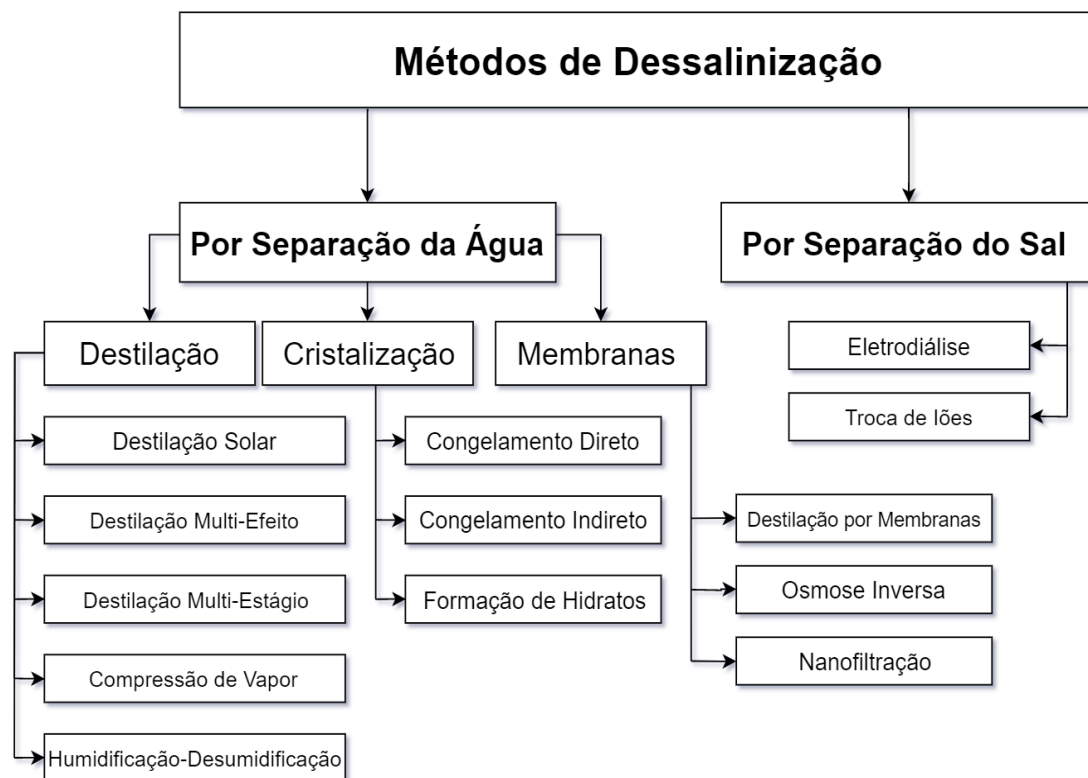 Métodos de Dessalinização
Por Separação da Água
Por Separação do Sal
Destilação
Cristalização
Membranas
Eletrodiálise
Troca de Iões
Destilação Solar
Destilação Multi-Efeito
Destilação Multi-Estágio
Compressão de Vapor
Humidificação-Desumidificação
Congelamento Direto
Congelamento Indireto
Formação de Hidratos
Destilação por Membranas
Osmose Inversa
Nanofiltração